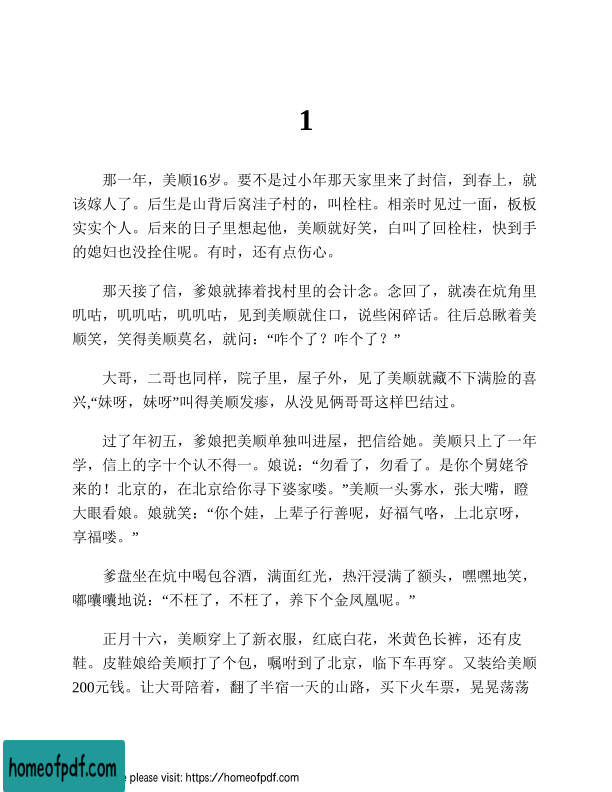 1
那一年，美顺16岁。要不是过小年那天家里来了封信，到春上，就
该嫁人了。后生是山背后窝洼子村的，叫栓柱。相亲时见过一面，板板
实实个人。后来的日子里想起他，美顺就好笑，白叫了回栓柱，快到手
的媳妇也没拴住呢。有时，还有点伤心。
那天接了信，爹娘就捧着找村里的会计念。念回了，就凑在炕角里
叽咕，叽叽咕，叽叽咕，见到美顺就住口，说些闲碎话。往后总瞅着美
顺笑，笑得美顺莫名，就问：“咋个了？咋个了？”
大哥，二哥也同样，院子里，屋子外，见了美顺就藏不下满脸的喜
兴,“妹呀，妹呀”叫得美顺发瘆，从没见俩哥哥这样巴结过。
过了年初五，爹娘把美顺单独叫进屋，把信给她。美顺只上了一年
学，信上的字十个认不得一。娘说：“勿看了，勿看了。是你个舅姥爷
来的！北京的，在北京给你寻下婆家喽。”美顺一头雾水，张大嘴，瞪
大眼看娘。娘就笑：“你个娃，上辈子行善呢，好福气咯，上北京呀，
享福喽。”
爹盘坐在炕中喝包谷酒，满面红光，热汗浸满了额头，嘿嘿地笑，
嘟囔囔地说：“不枉了，不枉了，养下个金凤凰呢。”
正月十六，美顺穿上了新衣服，红底白花，米黄色长裤，还有皮
鞋。皮鞋娘给美顺打了个包，嘱咐到了北京，临下车再穿。又装给美顺
200元钱。让大哥陪着，翻了半宿一天的山路，买下火车票，晃晃荡荡
homeofpdf.com
e please visit: https://homeofpdf.com